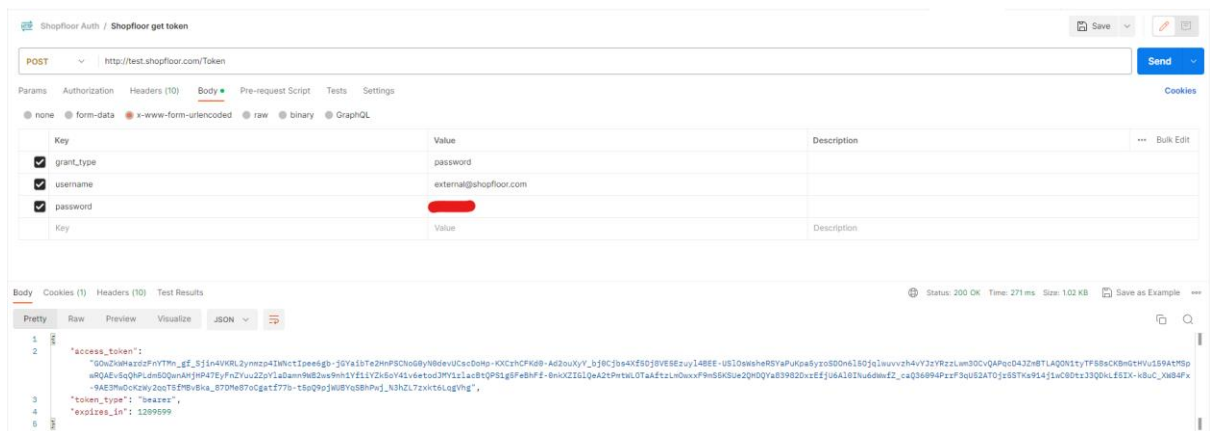 Shopfloor Auth / Shopfloor get token
Save
POST
http://test.shopfloor.com/Token
Send
Params Authorization Headers (10) Body Pre-request Script Tests Settings Cookies
none form-data x-www-form-urlencoded raw binary GraphQL
Key Value Description ... Bulk Edit
grant_type password
username external@shopfloor.com
password
Key Value Description
Body Cookies (1) Headers (10) Test Results Status: 200 OK Time: 271 ms Size: 1.02 KB Save as Example
Pretty Raw Preview Visualize JSON
1
2 "access_token":
3 "token_type": "bearer",
4 "expires_in": 1209599
5